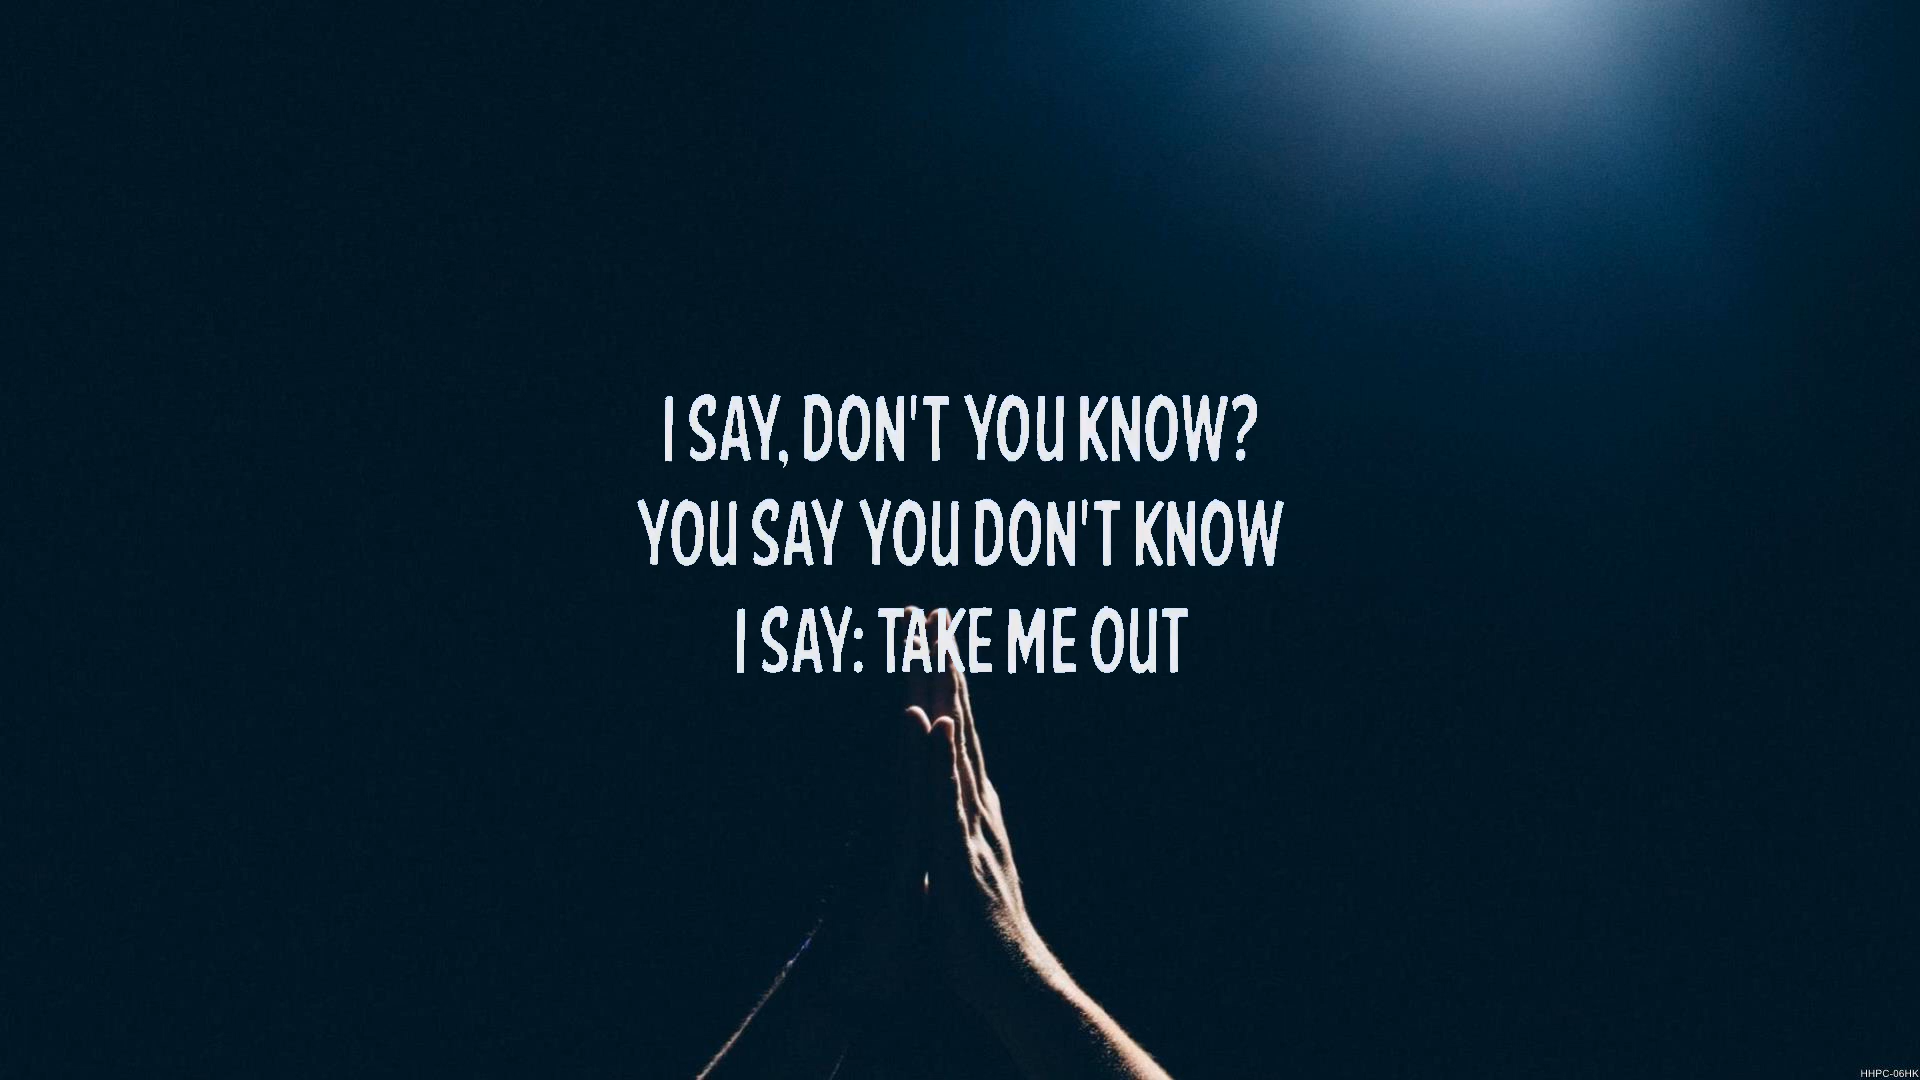 I SAY, DON'T YOU KNOW?
YOU SAY YOU DON'T KNOW
I SAY: TAKE ME OUT
HHPC-06HK